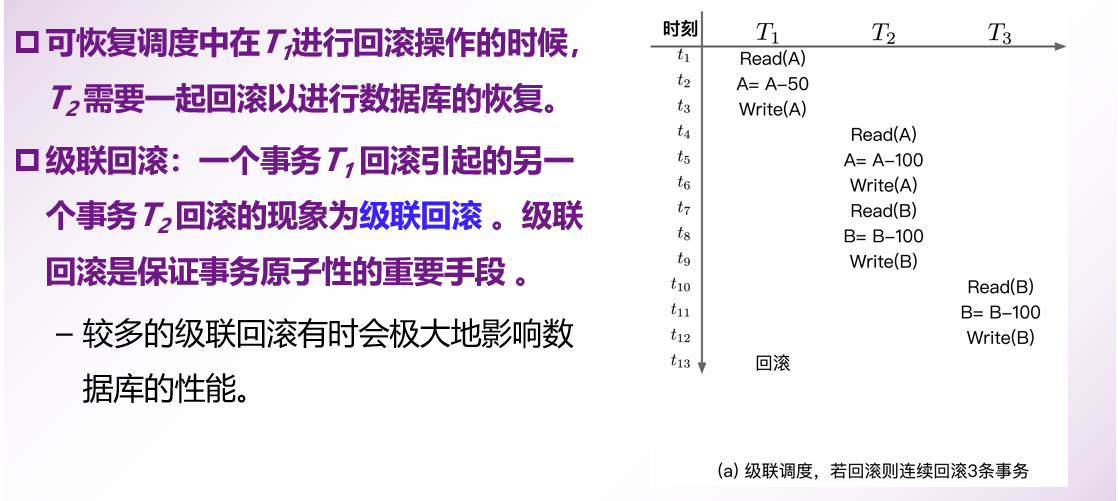 可恢复调度中在T1进行回滚操作的时候，
T2需要一起回滚以进行数据库的恢复。
级联回滚：一个事务T1回滚引起的另一
个事务T2回滚的现象为级联回滚 。级联
回滚是保证事务原子性的重要手段 。
– 较多的级联回滚有时会极大地影响数
据库的性能。
时刻 T1 T2 T3
t1 Read(A)
t2 A= A-50
t3 Write(A)
t4 Read(A)
t5 A= A-100
t6 Write(A)
t7 Read(B)
t8 B= B-100
t9 Write(B)
t10 Read(B)
t11 B= B-100
t12 Write(B)
t13 回滚
(a) 级联调度，若回滚则连续回滚3条事务